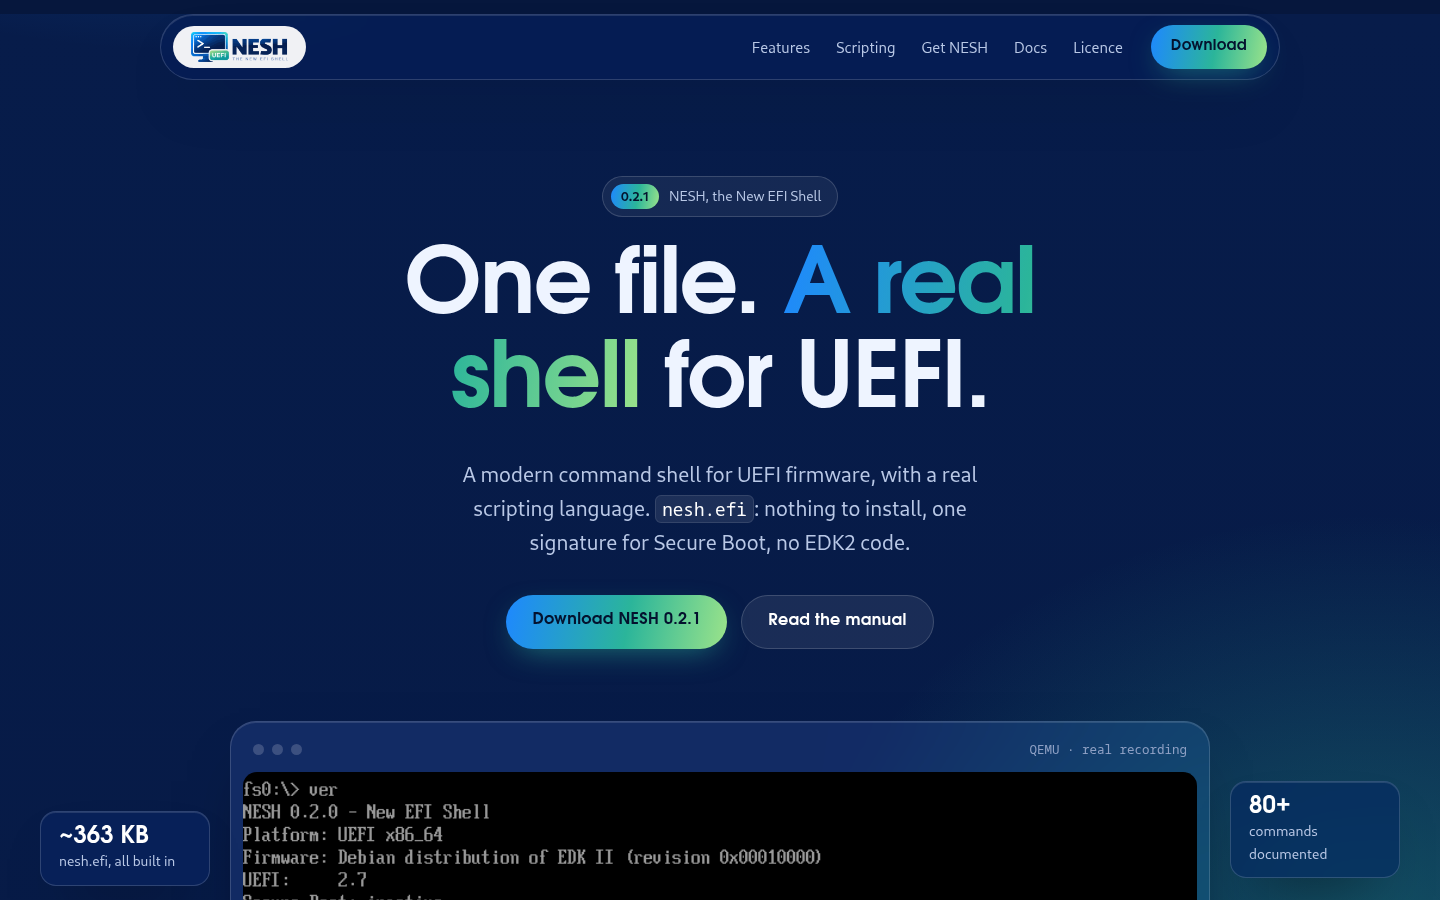 NESH
UEFI
THE NEW EFI SHELL
Features
Scripting
Get NESH
Docs
Licence
Download
0.2.1 NESH, the New EFI Shell
One file. A real
shell for UEFI.
A modern command shell for UEFI firmware, with a real
scripting language. nesh.efi: nothing to install, one
signature for Secure Boot, no EDK2 code.
Download NESH 0.2.1
Read the manual
QEMU · real recording
fs0:\> ver
NESH 0.2.0 - New EFI Shell
Platform: UEFI x86_64
Firmware: Debian distribution of EDK II (revision 0x00010000)
UEFI: 2.7
~363 KB
nesh.efi, all built in
80+
commands
documented